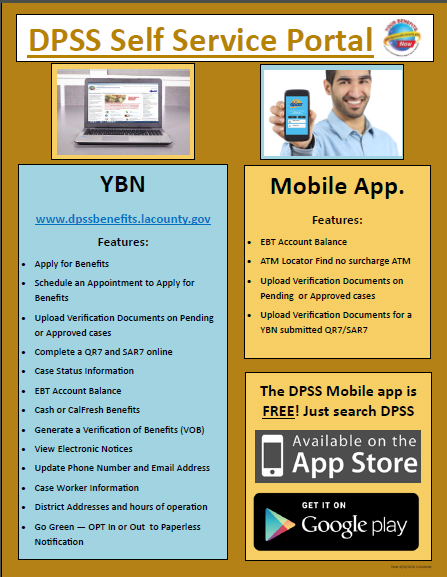 DPSS Self Service Portal
YOUR BENEFITS
Now
YBN
www.dpssbenefits.lacounty.gov
Features:
Apply for Benefits
Schedule an Appointment to Apply for
Benefits
Upload Verification Documents on Pending
or Approved cases
Complete a QR7 and SAR7 online
Case Status Information
EBT Account Balance
Cash or CalFresh Benefits
Generate a Verification of Benefits (VOB)
View Electronic Notices
Update Phone Number and Email Address
Case Worker Information
District Addresses and hours of operation
Go Green — OPT In or Out to Paperless
Notification
Mobile App.
Features:
EBT Account Balance
ATM Locator Find no surcharge ATM
Upload Verification Documents on
Pending or Approved cases
Upload Verification Documents for a
YBN submitted QR7/SAR7
The DPSS Mobile app is
FREE! Just search DPSS
Available on the
App Store
GET IT ON
Google play